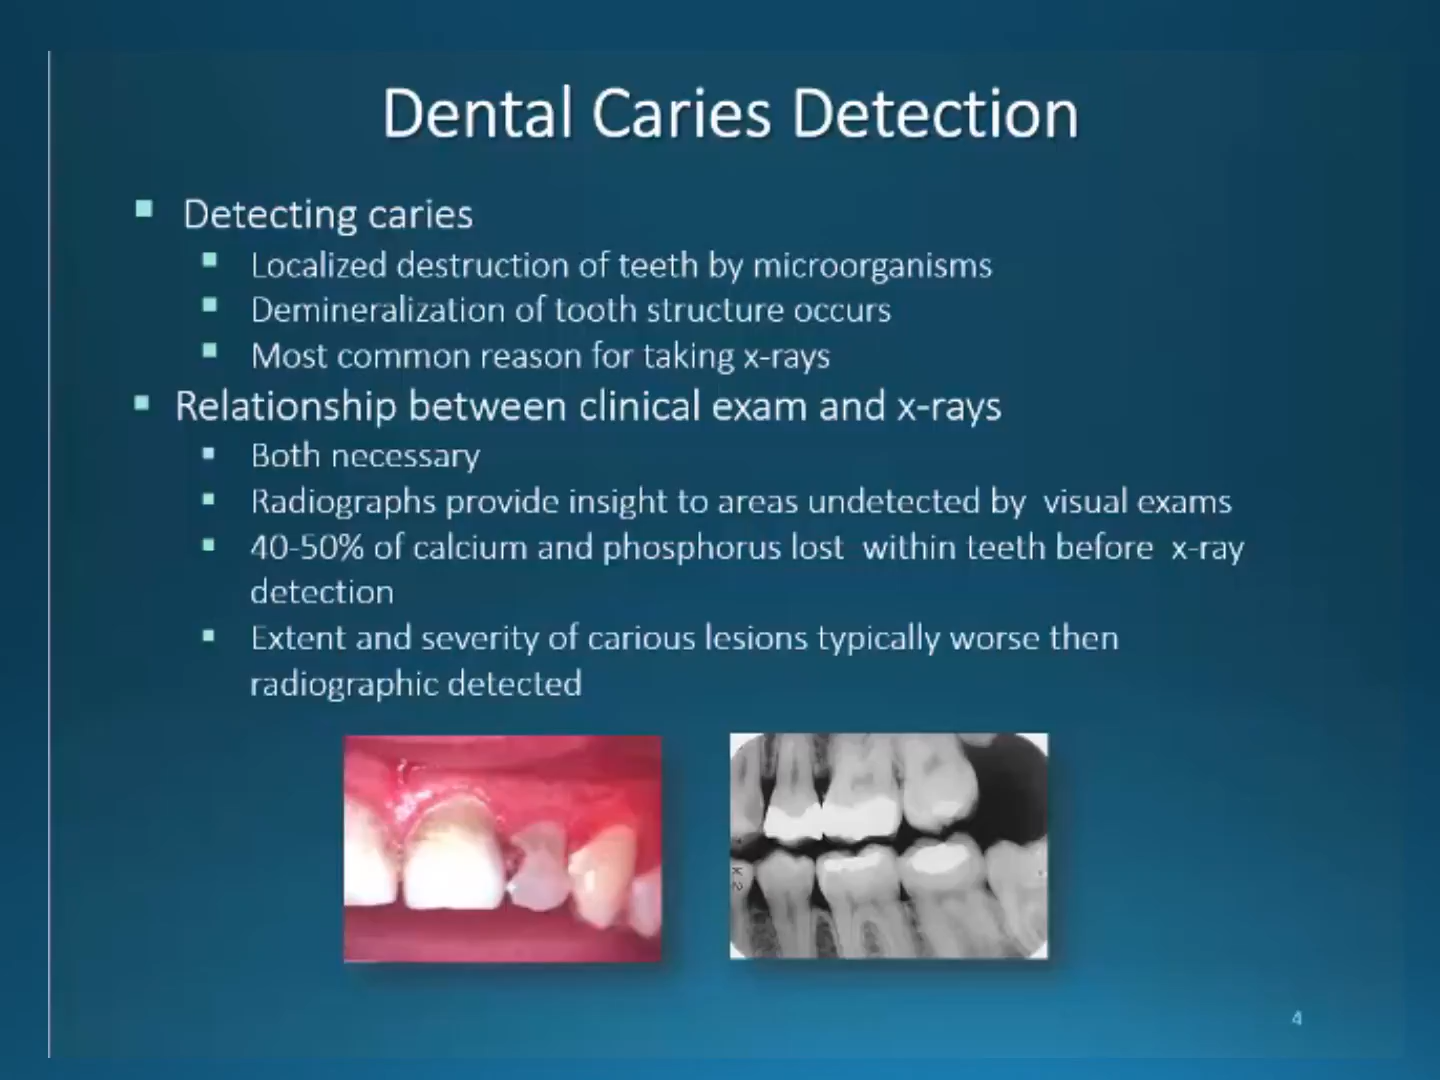 Dental Caries Detection
Detecting caries
Localized destruction of teeth by microorganisms
Demineralization of tooth structure occurs
Most common reason for taking x-rays
Relationship between clinical exam and x-rays
Both necessary
Radiographs provide insight to areas undetected by visual exams
40-50% of calcium and phosphorus lost within teeth before x-ray
detection
Extent and severity of carious lesions typically worse then
radiographic detected
4